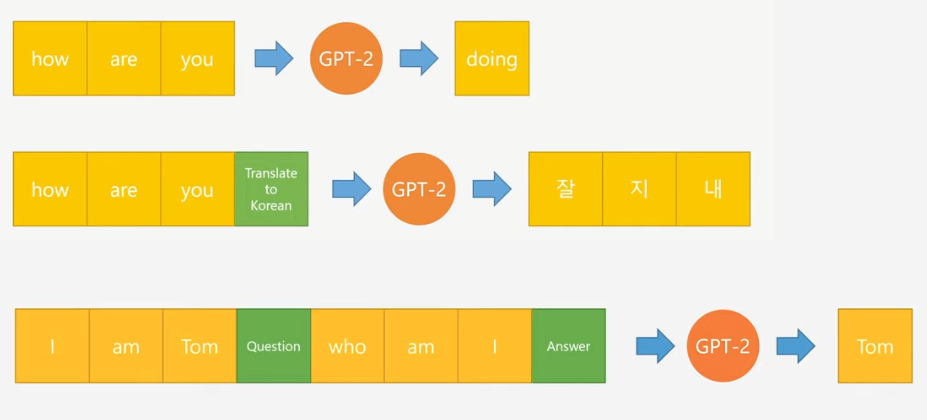 how are you GPT-2 doing
how are you Translate to Korean GPT-2 잘 지 내
I am Tom Question who am I Answer GPT-2 Tom